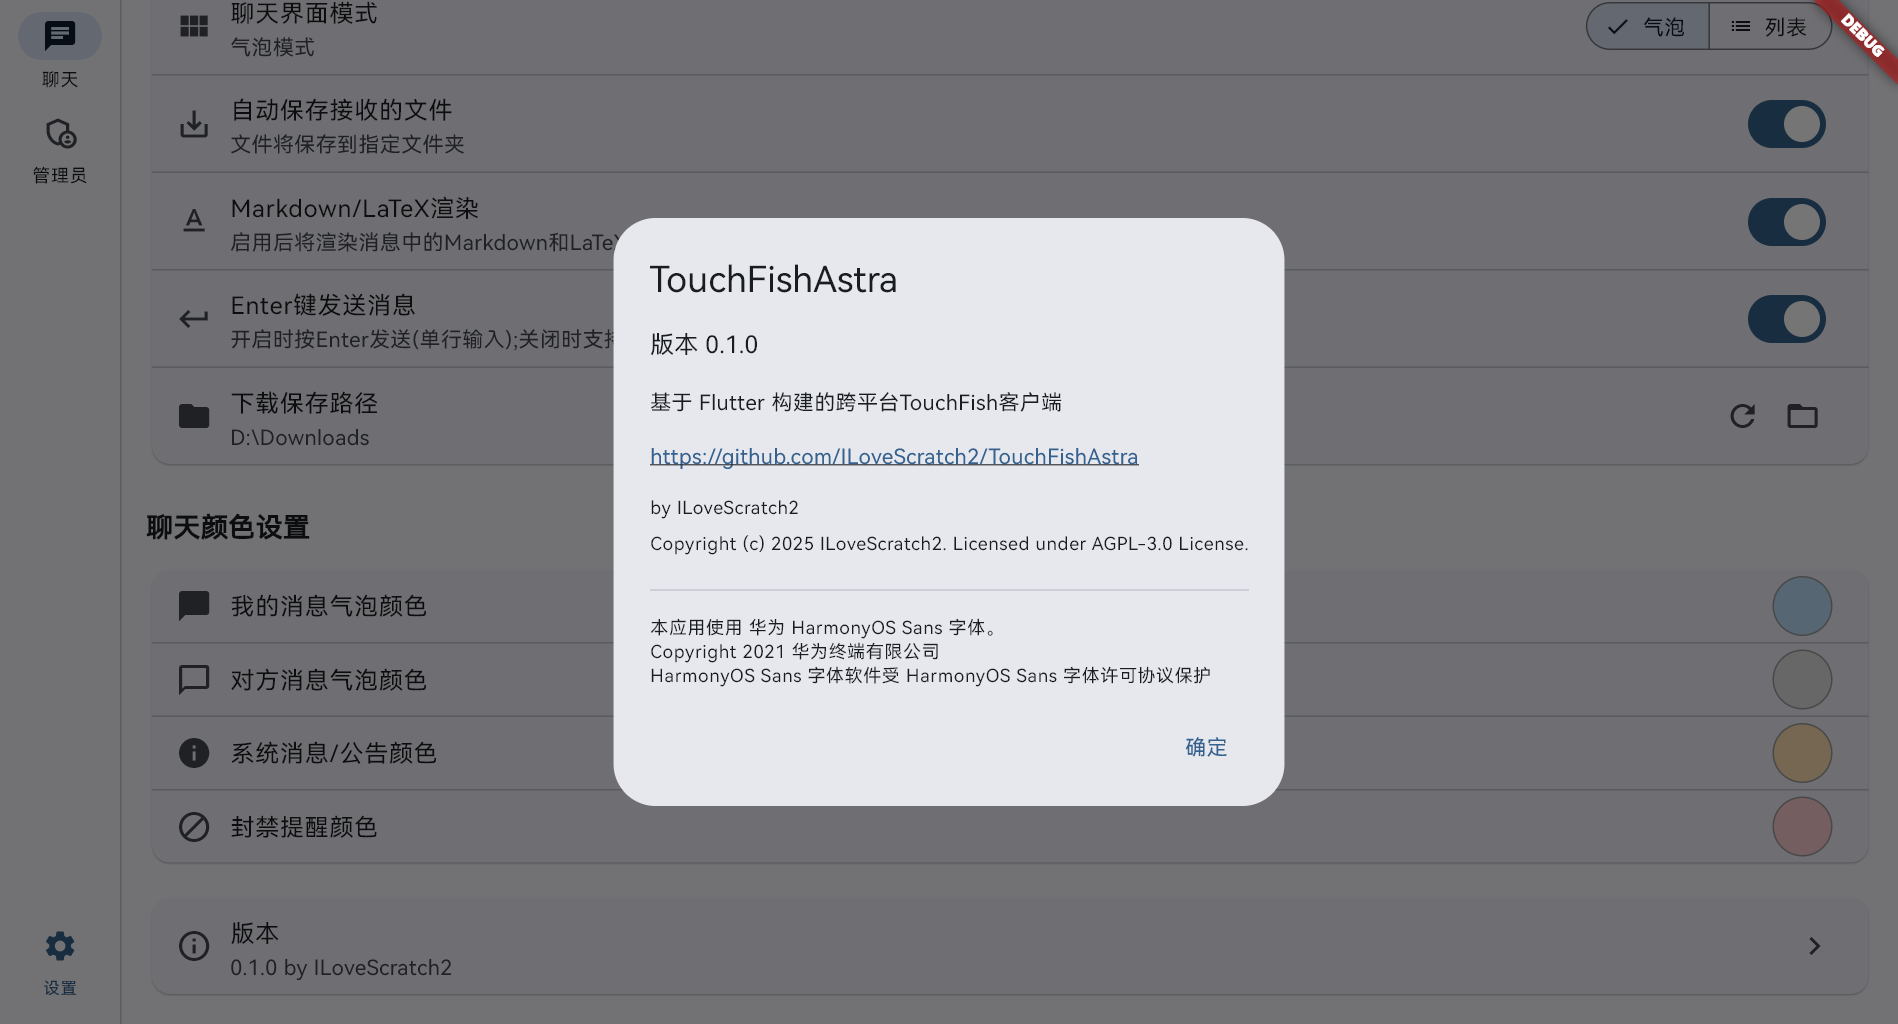 聊天
管理员
设置
聊天界面模式
气泡模式
气泡
列表
DEBUG
自动保存接收的文件
文件将保存到指定文件夹
Markdown/LaTeX渲染
启用后将渲染消息中的Markdown和LaTe
Enter键发送消息
开启时按Enter发送(单行输入);关闭时支
下载保存路径
D:\Downloads
聊天颜色设置
我的消息气泡颜色
对方消息气泡颜色
系统消息/公告颜色
封禁提醒颜色
版本
0.1.0 by ILoveScratch2
TouchFishAstra
版本 0.1.0
基于 Flutter 构建的跨平台TouchFish客户端
https://github.com/ILoveScratch2/TouchFishAstra
by ILoveScratch2
Copyright (c) 2025 ILoveScratch2. Licensed under AGPL-3.0 License.
本应用使用 华为 HarmonyOS Sans 字体。
Copyright 2021 华为终端有限公司
HarmonyOS Sans 字体软件受 HarmonyOS Sans 字体许可协议保护
确定